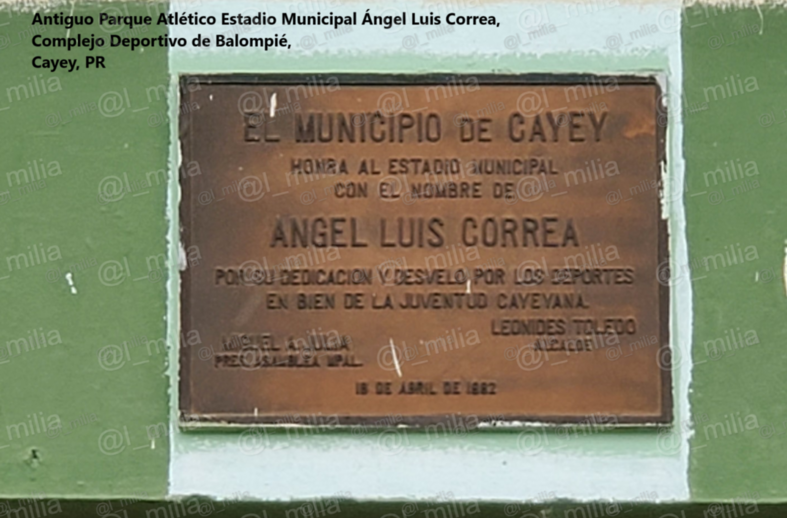 Antiguo Parque Atlético Estadio Municipal Ángel Luis Correa,
Complejo Deportivo de Balompié,
Cayey, PR
EL MUNICIPIO DE CAYEY
HONRA AL ESTADIO MUNICIPAL
CON EL NOMBRE DE
ANGEL LUIS CORREA
POR SU DEDICACION Y DESVELO POR LOS DEPORTES
EN BIEN DE LA JUVENTUD CAYEYANA.
LEONIDES TOLEDO
ALCALDE
MIGUEL A. JULIA
PRES. ASAMBLEA MPAL.
18 DE ABRIL DE 1982
@l_milia